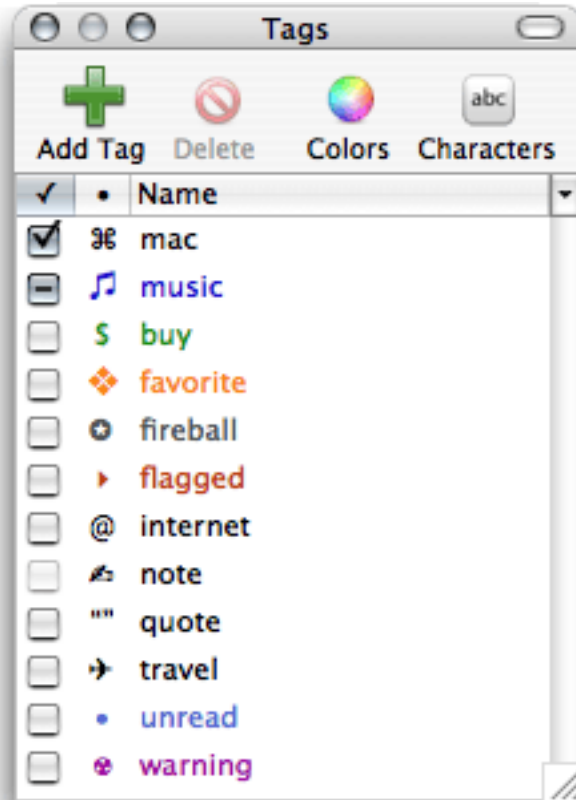 Tags
abc
Add Tag Delete Colors Characters
✓ • Name
⌘ mac
♫ music
$ buy
❖ favorite
✪ fireball
‣ flagged
@ internet
✍ note
"" quote
✈ travel
• unread
☢ warning